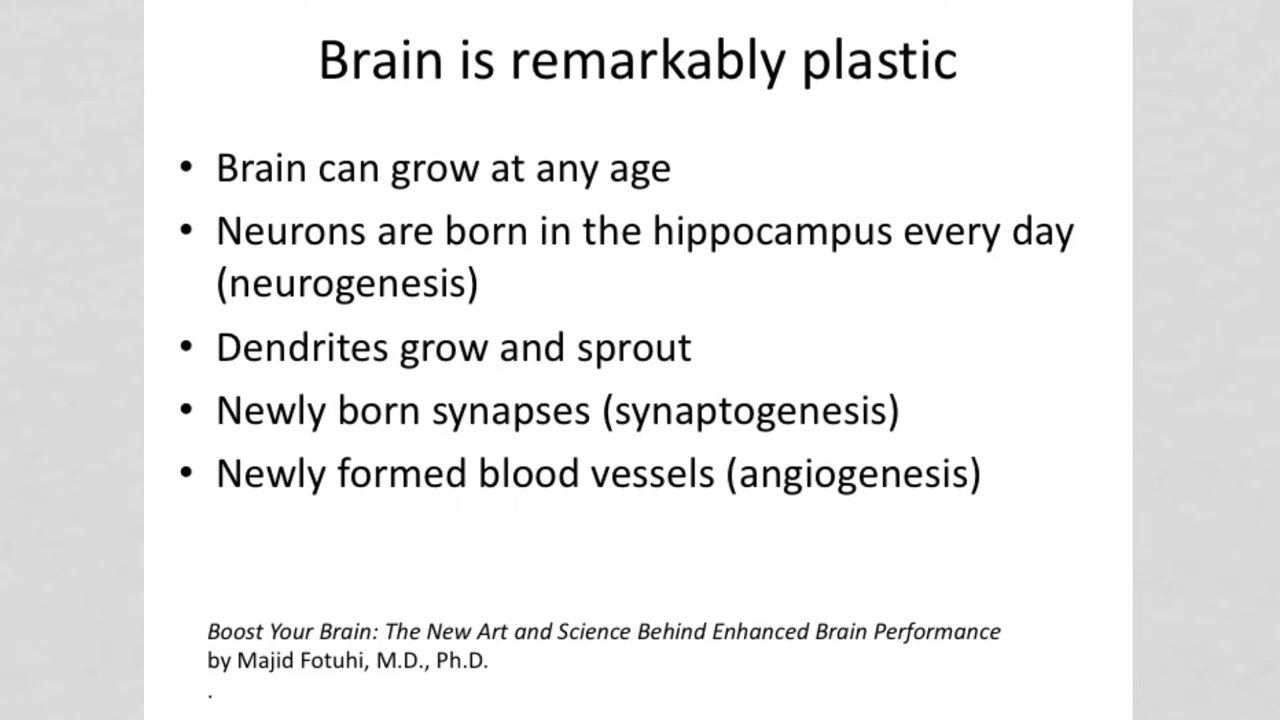 Brain is remarkably plastic
• Brain can grow at any age
• Neurons are born in the hippocampus every day
(neurogenesis)
• Dendrites grow and sprout
• Newly born synapses (synaptogenesis)
• Newly formed blood vessels (angiogenesis)
Boost Your Brain: The New Art and Science Behind Enhanced Brain Performance
by Majid Fotuhi, M.D., Ph.D.
.